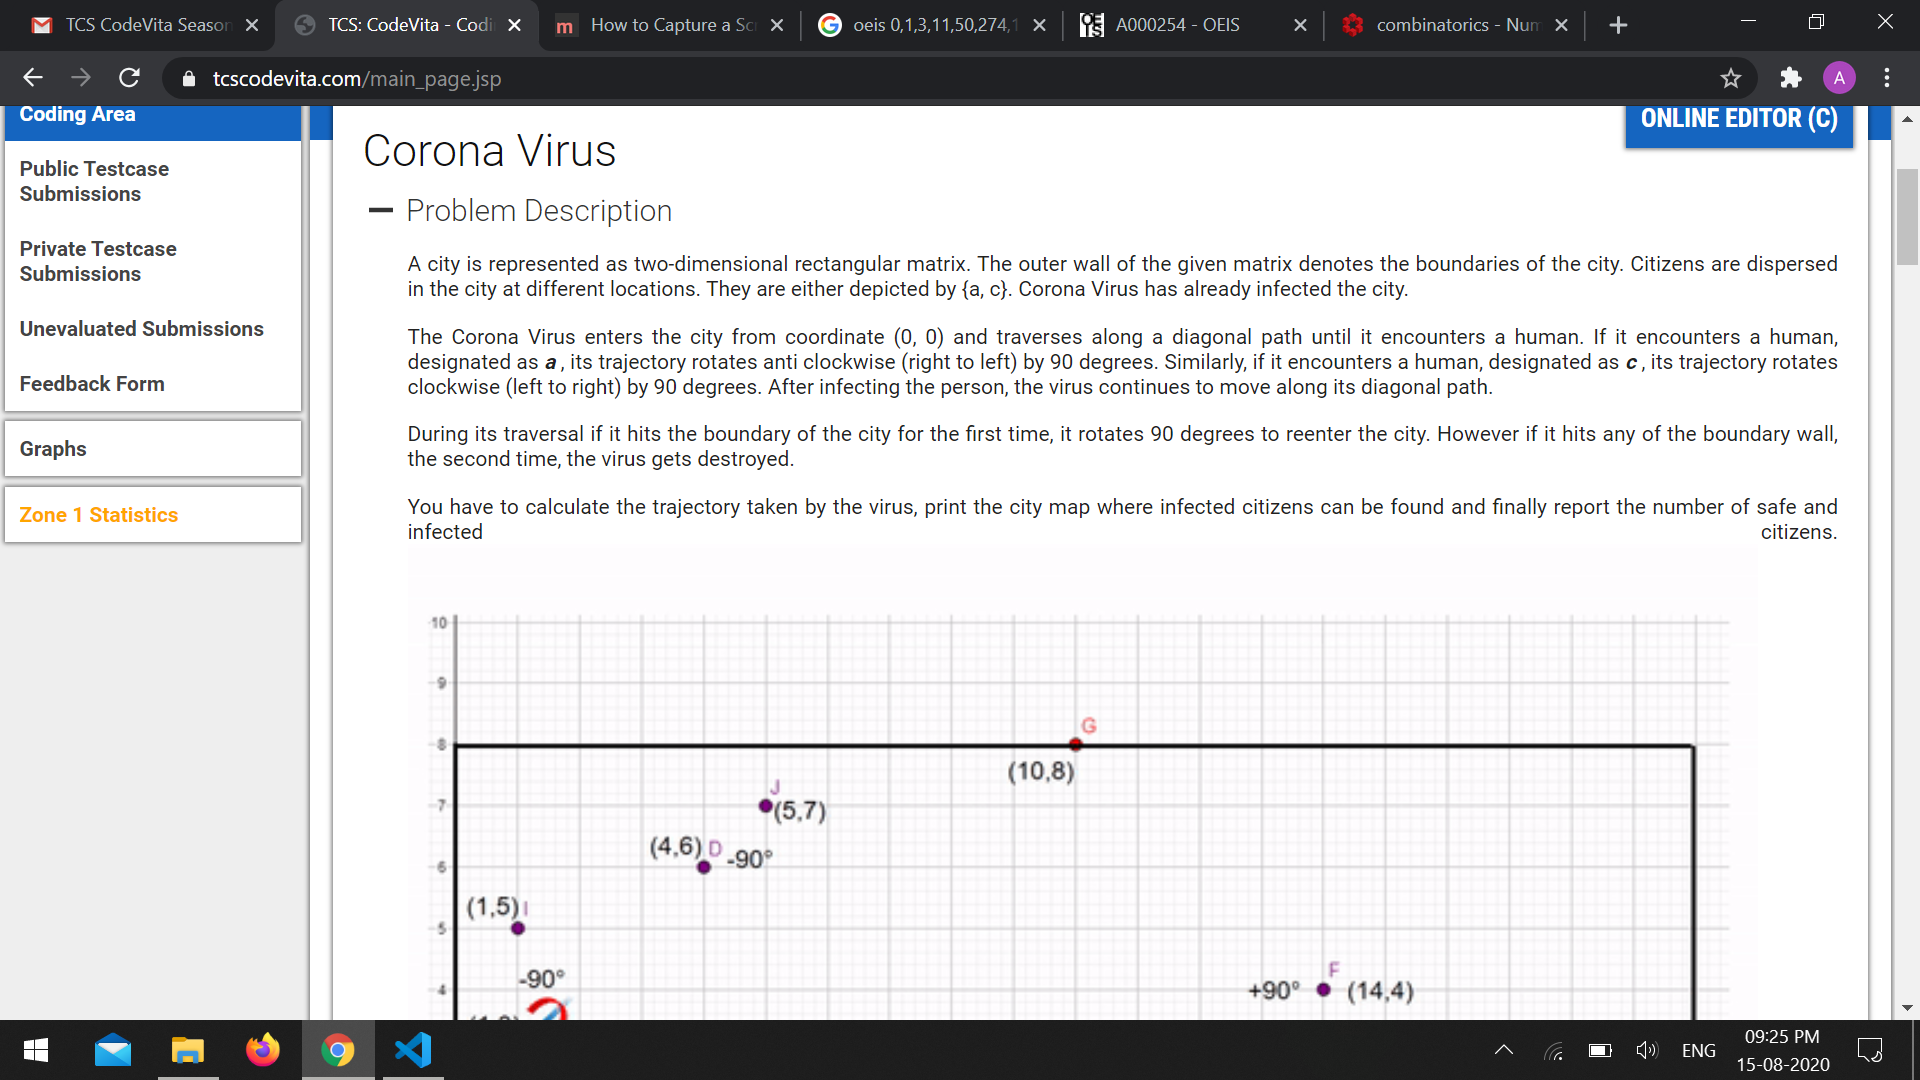 TCS CodeVita Season
TCS: CodeVita - Codi
How to Capture a Sc
oeis 0,1,3,11,50,274,1
A000254 - OEIS
combinatorics - Num
tcscodevita.com/main_page.jsp
A
Coding Area
Public Testcase
Submissions
Private Testcase
Submissions
Unevaluated Submissions
Feedback Form
Graphs
Zone 1 Statistics
ONLINE EDITOR (C)
Corona Virus
Problem Description
A city is represented as two-dimensional rectangular matrix. The outer wall of the given matrix denotes the boundaries of the city. Citizens are dispersed
in the city at different locations. They are either depicted by {a, c}. Corona Virus has already infected the city.
The Corona Virus enters the city from coordinate (0, 0) and traverses along a diagonal path until it encounters a human. If it encounters a human,
designated as a , its trajectory rotates anti clockwise (right to left) by 90 degrees. Similarly, if it encounters a human, designated as c , its trajectory rotates
clockwise (left to right) by 90 degrees. After infecting the person, the virus continues to move along its diagonal path.
During its traversal if it hits the boundary of the city for the first time, it rotates 90 degrees to reenter the city. However if it hits any of the boundary wall,
the second time, the virus gets destroyed.
You have to calculate the trajectory taken by the virus, print the city map where infected citizens can be found and finally report the number of safe and
infected citizens.
10
9
G
8
(10,8)
J
7
(5,7)
(4,6) D -90°
6
(1,5) I
5
-90°
F
4
+90° (14,4)
ENG
09:25 PM
15-08-2020